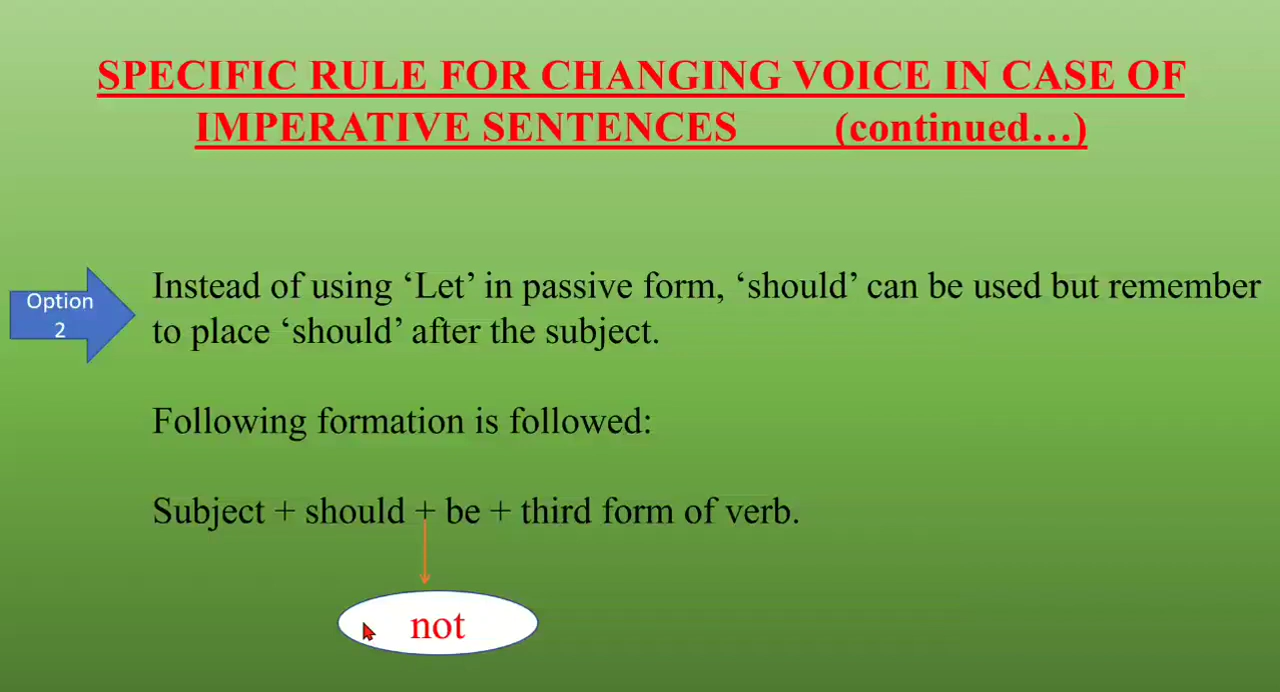 SPECIFIC RULE FOR CHANGING VOICE IN CASE OF
IMPERATIVE SENTENCES (continued…)
Option
2
Instead of using ‘Let’ in passive form, ‘should’ can be used but remember
to place ‘should’ after the subject.
Following formation is followed:
Subject + should + be + third form of verb.
not